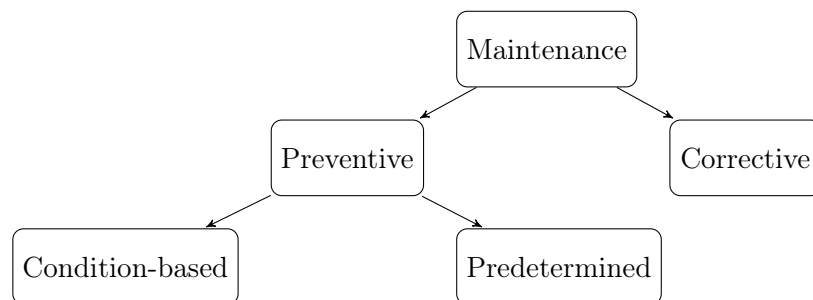 Maintenance
Preventive
Corrective
Condition-based
Predetermined